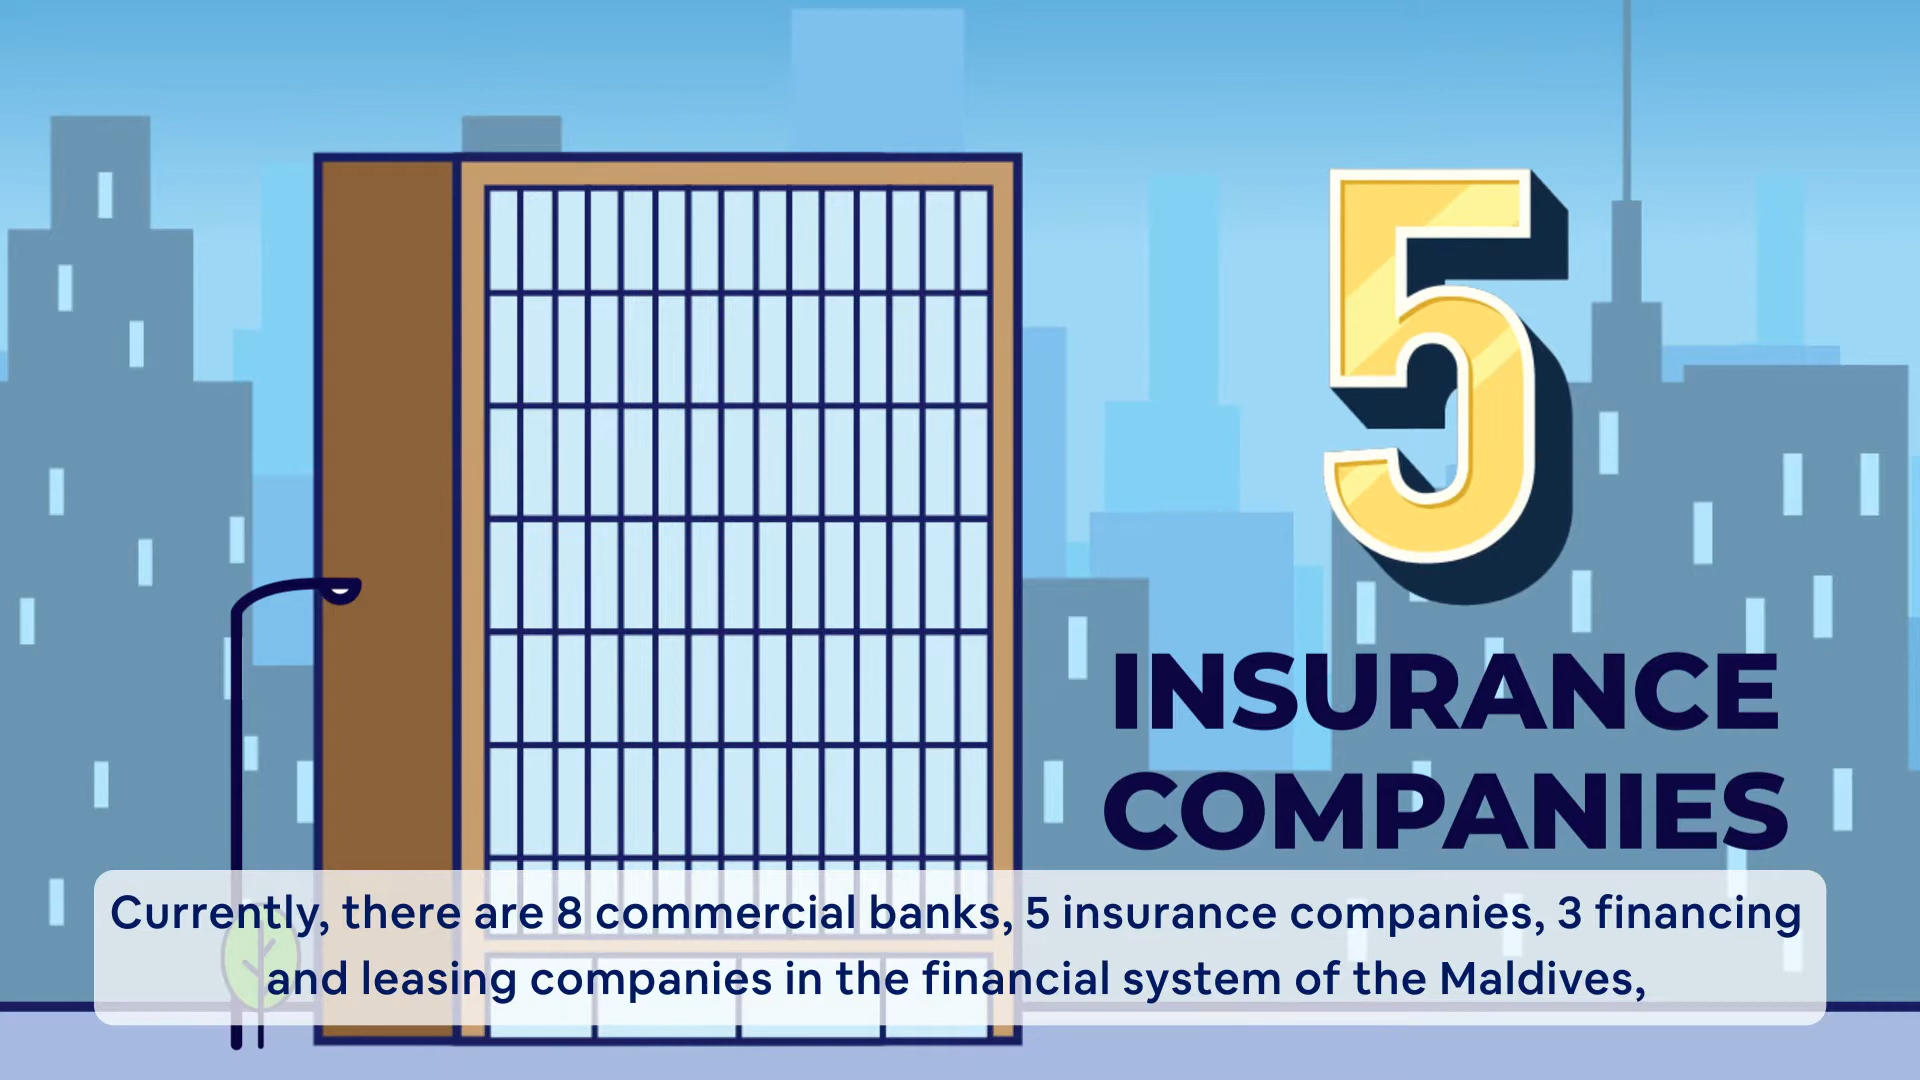 5
INSURANCE
COMPANIES
Currently, there are 8 commercial banks, 5 insurance companies, 3 financing
and leasing companies in the financial system of the Maldives,